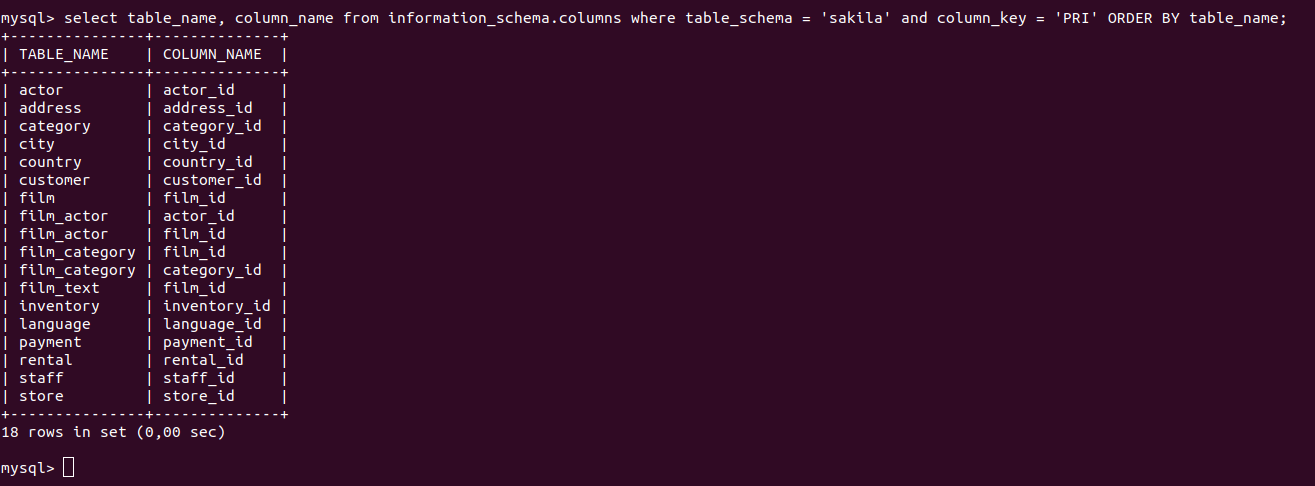 mysql> select table_name, column_name from information_schema.columns where table_schema = 'sakila' and column_key = 'PRI' ORDER BY table_name;
+---------------+--------------+
| TABLE_NAME    | COLUMN_NAME  |
+---------------+--------------+
| actor         | actor_id     |
| address       | address_id   |
| category      | category_id  |
| city          | city_id      |
| country       | country_id   |
| customer      | customer_id  |
| film          | film_id      |
| film_actor    | actor_id     |
| film_actor    | film_id      |
| film_category | film_id      |
| film_category | category_id  |
| film_text     | film_id      |
| inventory     | inventory_id |
| language      | language_id  |
| payment       | payment_id   |
| rental        | rental_id    |
| staff         | staff_id     |
| store         | store_id     |
+---------------+--------------+
18 rows in set (0,00 sec)
mysql>